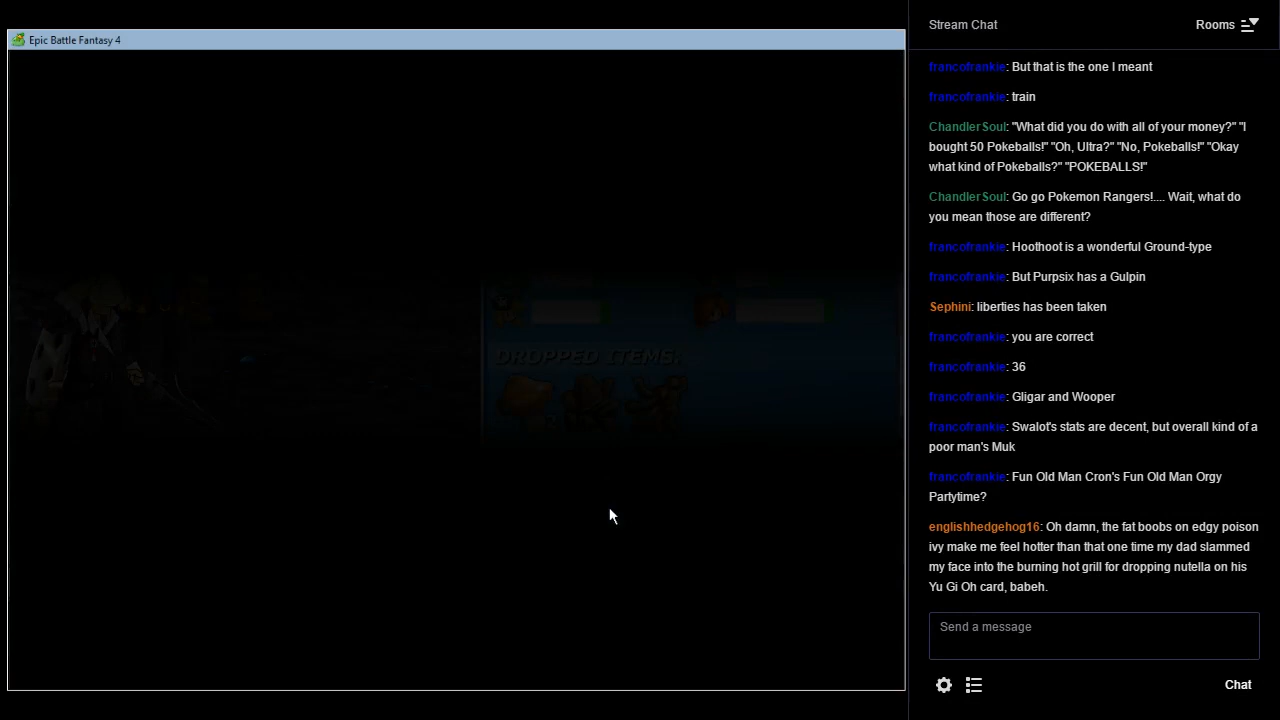 Epic Battle Fantasy 4
DROPPED ITEMS:
Stream Chat
Rooms
francofrankie: But that is the one I meant
francofrankie: train
ChandlerSoul: "What did you do with all of your money?" "I
bought 50 Pokeballs!" "Oh, Ultra?" "No, Pokeballs!" "Okay
what kind of Pokeballs?" "POKEBALLS!"
ChandlerSoul: Go go Pokemon Rangers!.... Wait, what do
you mean those are different?
francofrankie: Hoothoot is a wonderful Ground-type
francofrankie: But Purpsix has a Gulpin
Sephini: liberties has been taken
francofrankie: you are correct
francofrankie: 36
francofrankie: Gligar and Wooper
francofrankie: Swalot's stats are decent, but overall kind of a
poor man's Muk
francofrankie: Fun Old Man Cron's Fun Old Man Orgy
Partytime?
englishhedgehog16: Oh damn, the fat boobs on edgy poison
ivy make me feel hotter than that one time my dad slammed
my face into the burning hot grill for dropping nutella on his
Yu Gi Oh card, babeh.
Send a message
Chat